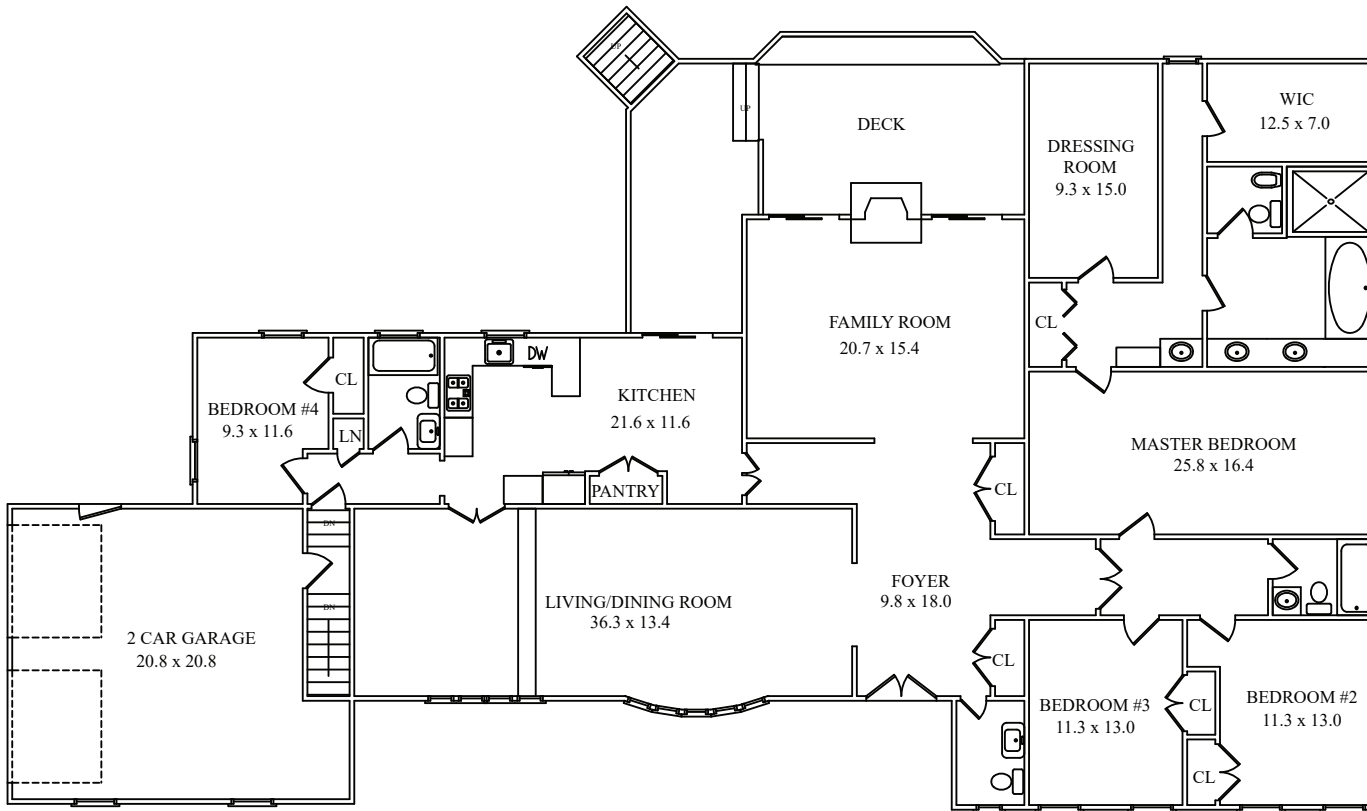 UP
UP
DECK
WIC
12.5 x 7.0
DRESSING
ROOM
9.3 x 15.0
CL
FAMILY ROOM
20.7 x 15.4
DW
CL
KITCHEN
21.6 x 11.6
BEDROOM #4
9.3 x 11.6
LN
MASTER BEDROOM
25.8 x 16.4
PANTRY
CL
DN
FOYER
9.8 x 18.0
DN
LIVING/DINING ROOM
36.3 x 13.4
2 CAR GARAGE
20.8 x 20.8
CL
BEDROOM #3
11.3 x 13.0
CL
BEDROOM #2
11.3 x 13.0
CL